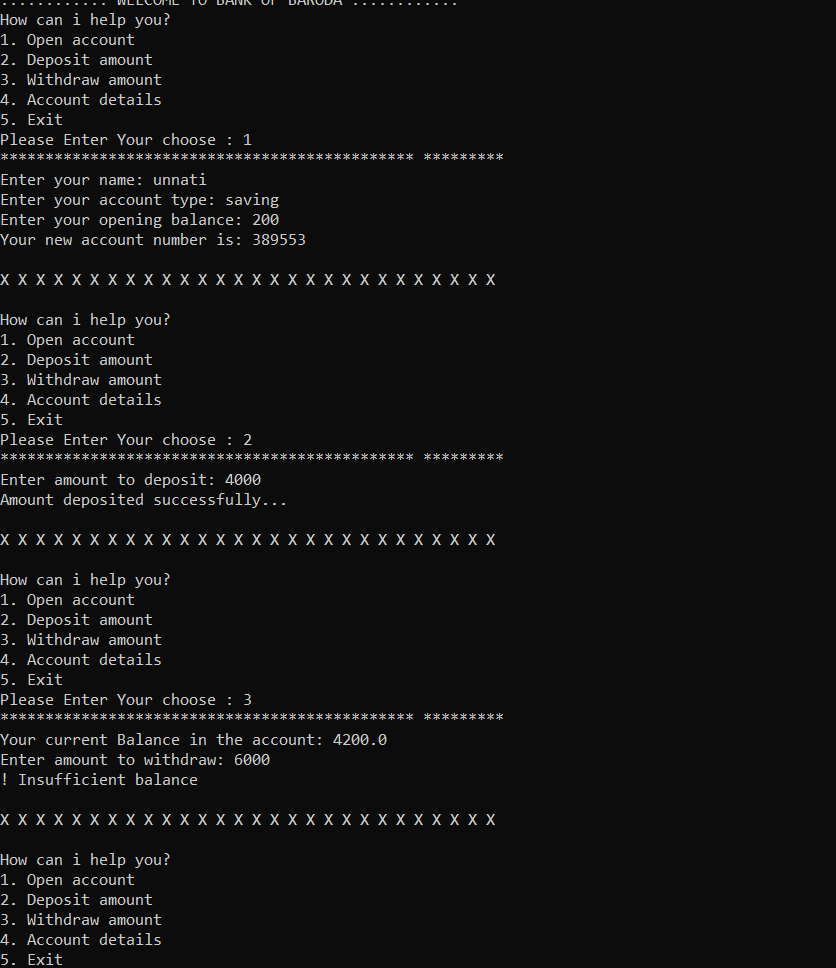 ............ WELCOME TO BANK OF BARODA ............
How can i help you?
1. Open account
2. Deposit amount
3. Withdraw amount
4. Account details
5. Exit
Please Enter Your choose : 1
********************************************** *********
Enter your name: unnati
Enter your account type: saving
Enter your opening balance: 200
Your new account number is: 389553
X X X X X X X X X X X X X X X X X X X X X X X X X X X X
How can i help you?
1. Open account
2. Deposit amount
3. Withdraw amount
4. Account details
5. Exit
Please Enter Your choose : 2
********************************************** *********
Enter amount to deposit: 4000
Amount deposited successfully...
X X X X X X X X X X X X X X X X X X X X X X X X X X X X
How can i help you?
1. Open account
2. Deposit amount
3. Withdraw amount
4. Account details
5. Exit
Please Enter Your choose : 3
********************************************** *********
Your current Balance in the account: 4200.0
Enter amount to withdraw: 6000
! Insufficient balance
X X X X X X X X X X X X X X X X X X X X X X X X X X X X
How can i help you?
1. Open account
2. Deposit amount
3. Withdraw amount
4. Account details
5. Exit